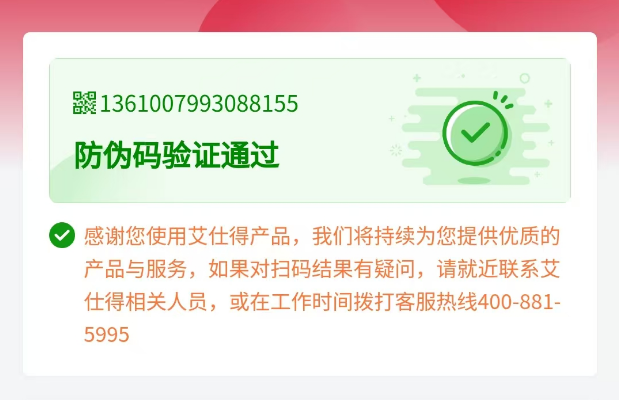 1361007993088155
防伪码验证通过
感谢您使用艾仕得产品，我们将持续为您提供优质的
产品与服务，如果对扫码结果有疑问，请就近联系艾
仕得相关人员，或在工作时间拨打客服热线400-881-
5995